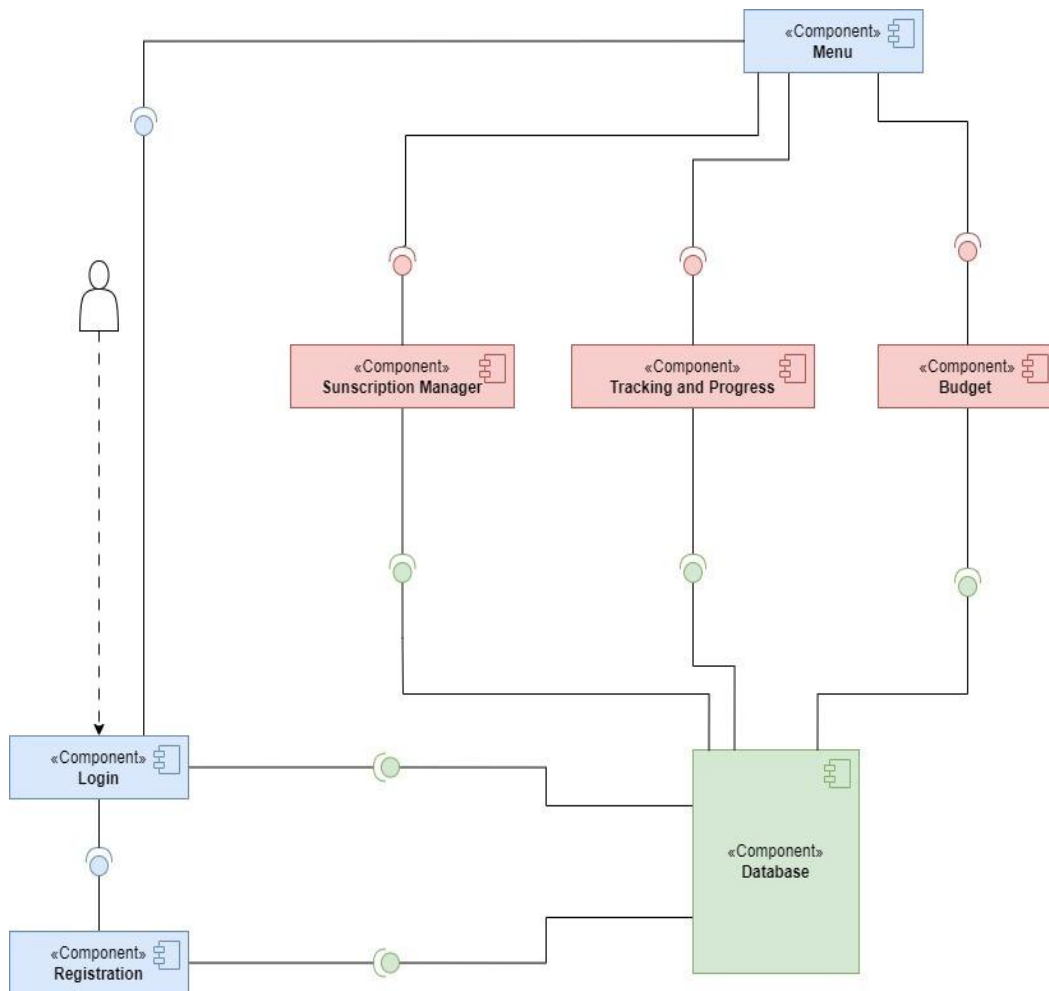 «Component»
Menu
«Component»
Sunscription Manager
«Component»
Tracking and Progress
«Component»
Budget
«Component»
Login
«Component»
Database
«Component»
Registration